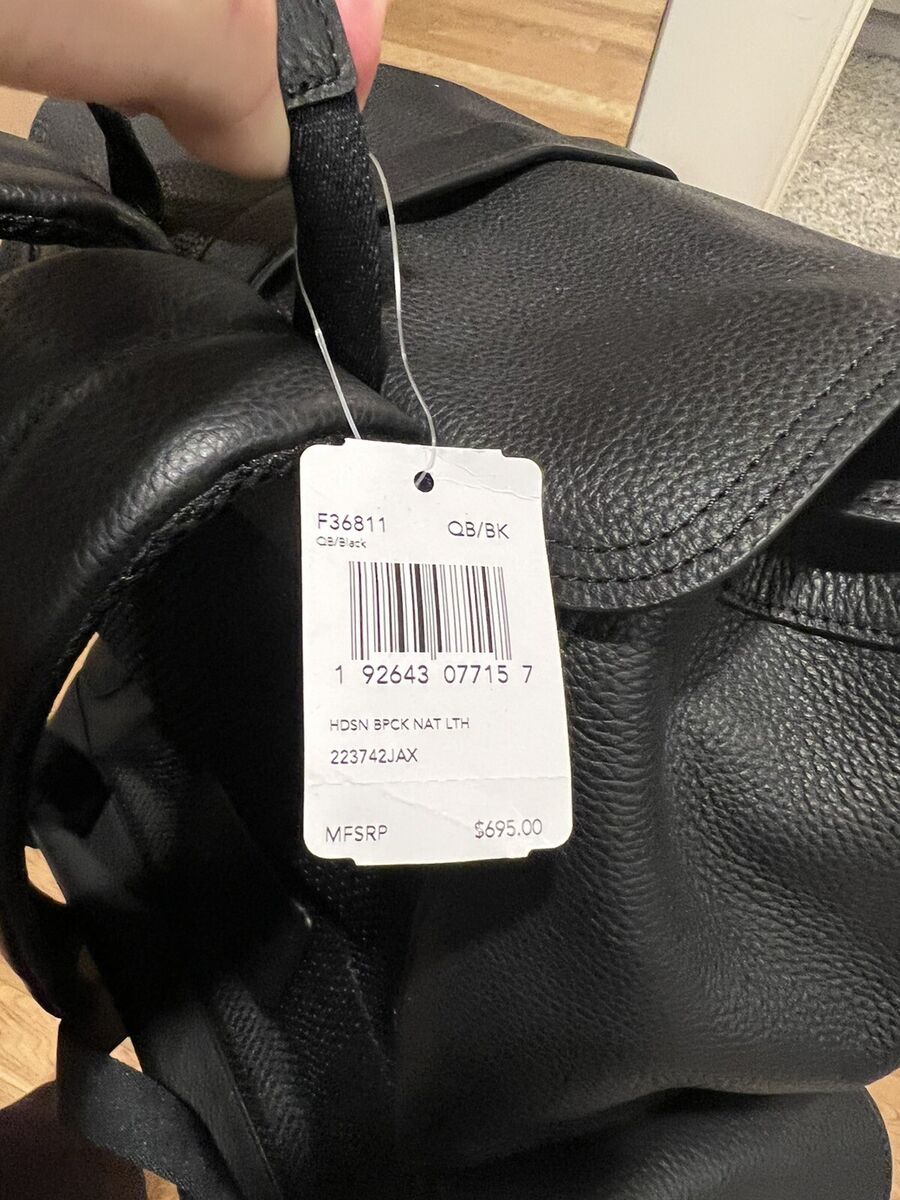 F36811 QB/BK
QB/Black
1 92643 07715 7
HDSN BPCK NAT LTH
223742JAX
MFSRP $695.00